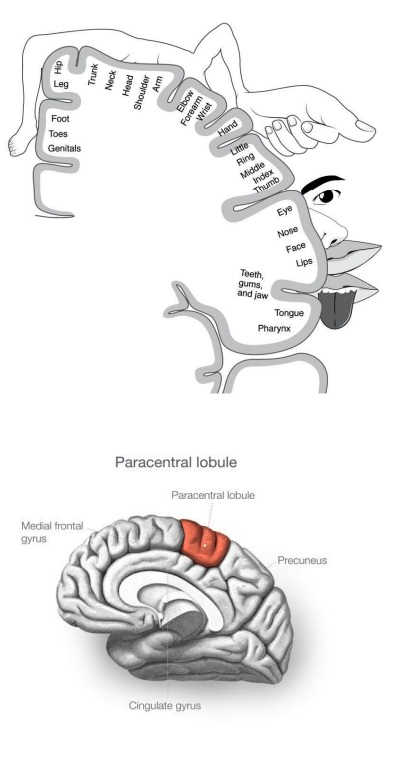 Hip
Leg
Foot
Toes
Genitals
Trunk
Neck
Head
Shoulder
Arm
Elbow
Forearm
Wrist
Hand
Little
Ring
Middle
Index
Thumb
Eye
Nose
Face
Lips
Teeth,
gums,
and jaw
Tongue
Pharynx
Paracentral lobule
Paracentral lobule
Medial frontal
gyrus
Precuneus
Cingulate gyrus